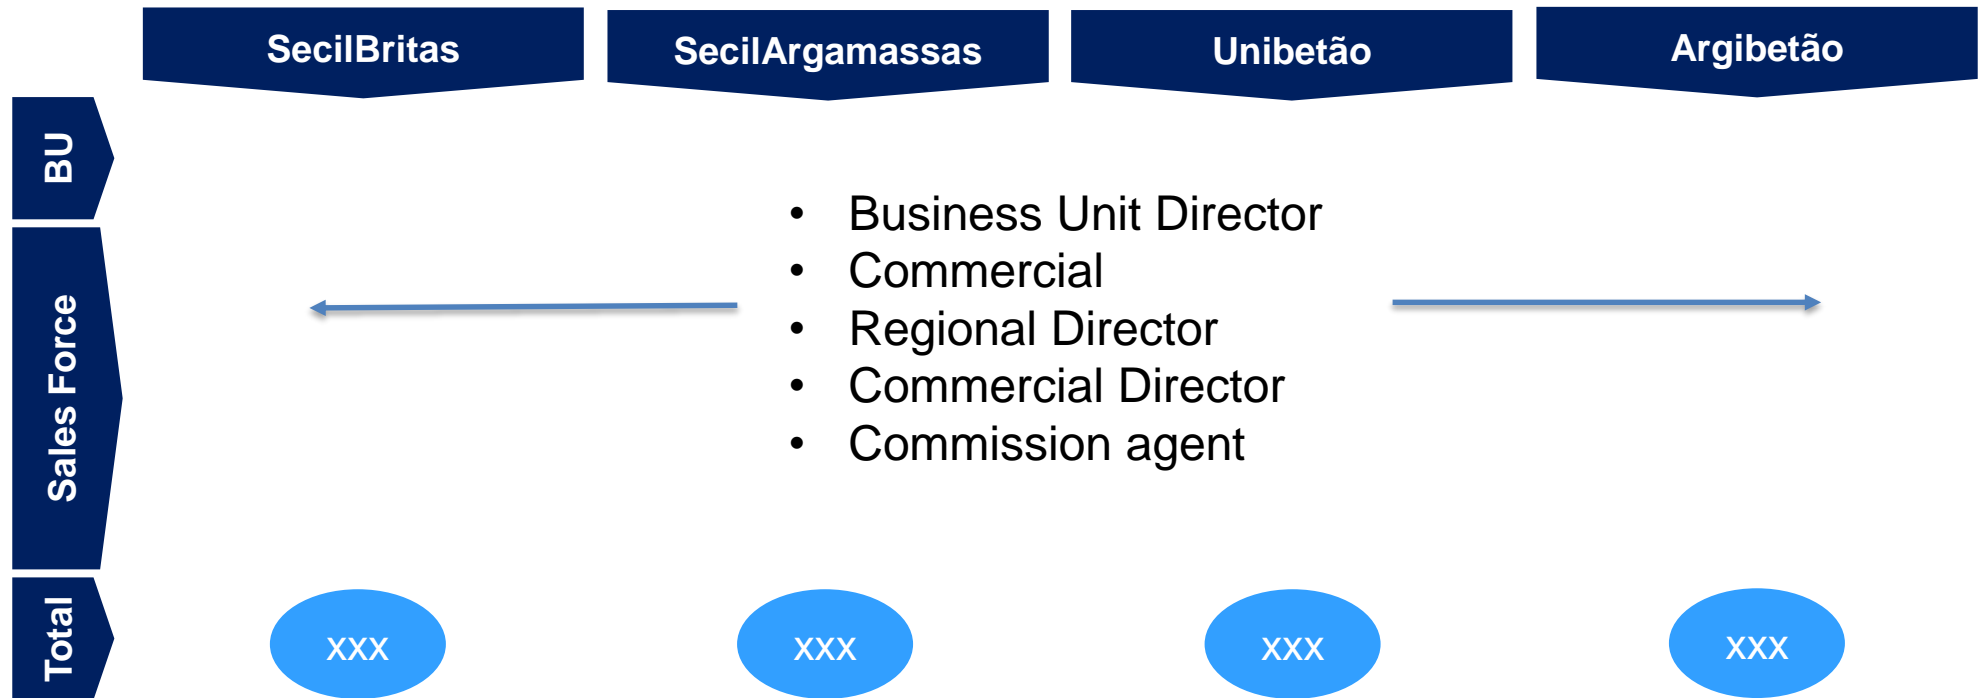 SecilBritas
SecilArgamassas
Unibetão
Argibetão
BU
Sales Force
Total
• Business Unit Director
• Commercial
• Regional Director
• Commercial Director
• Commission agent
xxx
xxx
xxx
xxx